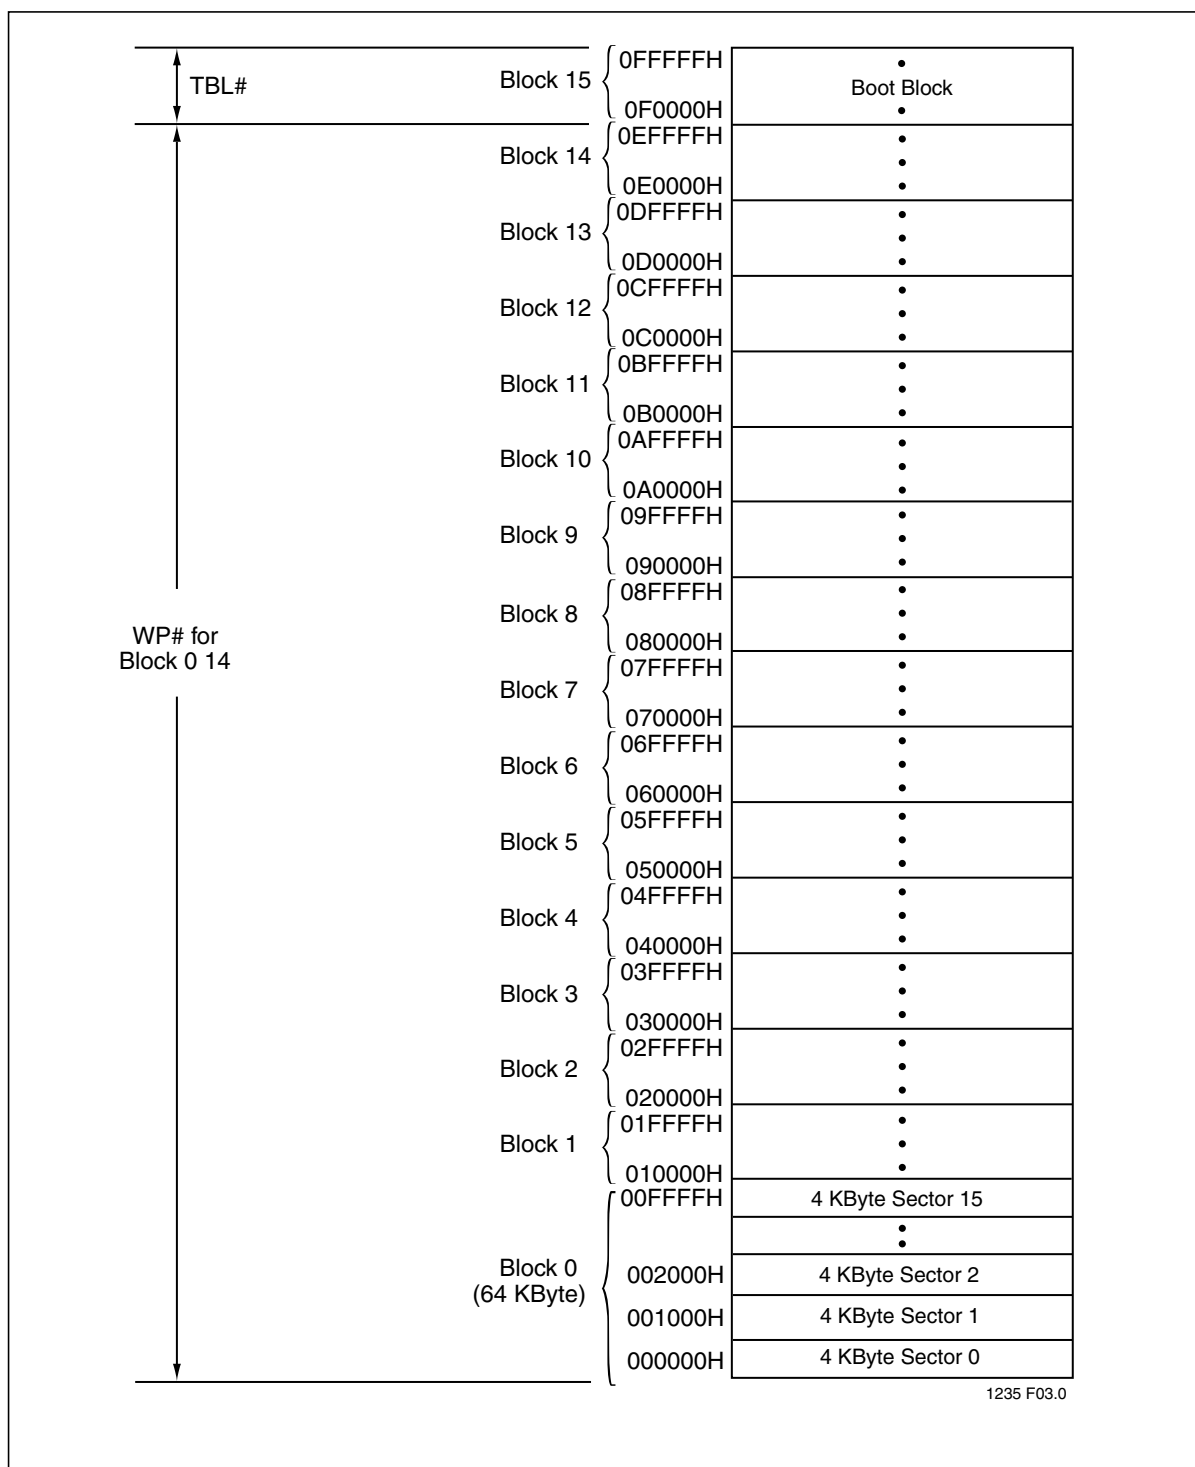 0FFFFFH
TBL#
Block 15
Boot Block
0F0000H
0EFFFFH
Block 14
0E0000H
0DFFFFH
Block 13
0D0000H
0CFFFFH
Block 12
0C0000H
0BFFFFH
Block 11
0B0000H
0AFFFFH
Block 10
0A0000H
09FFFFH
Block 9
090000H
08FFFFH
Block 8
080000H
WP# for
Block 0 14
07FFFFH
Block 7
070000H
06FFFFH
Block 6
060000H
05FFFFH
Block 5
050000H
04FFFFH
Block 4
040000H
03FFFFH
Block 3
030000H
02FFFFH
Block 2
020000H
01FFFFH
Block 1
010000H
00FFFFH
4 KByte Sector 15
Block 0
(64 KByte)
002000H
4 KByte Sector 2
001000H
4 KByte Sector 1
000000H
4 KByte Sector 0
1235 F03.0